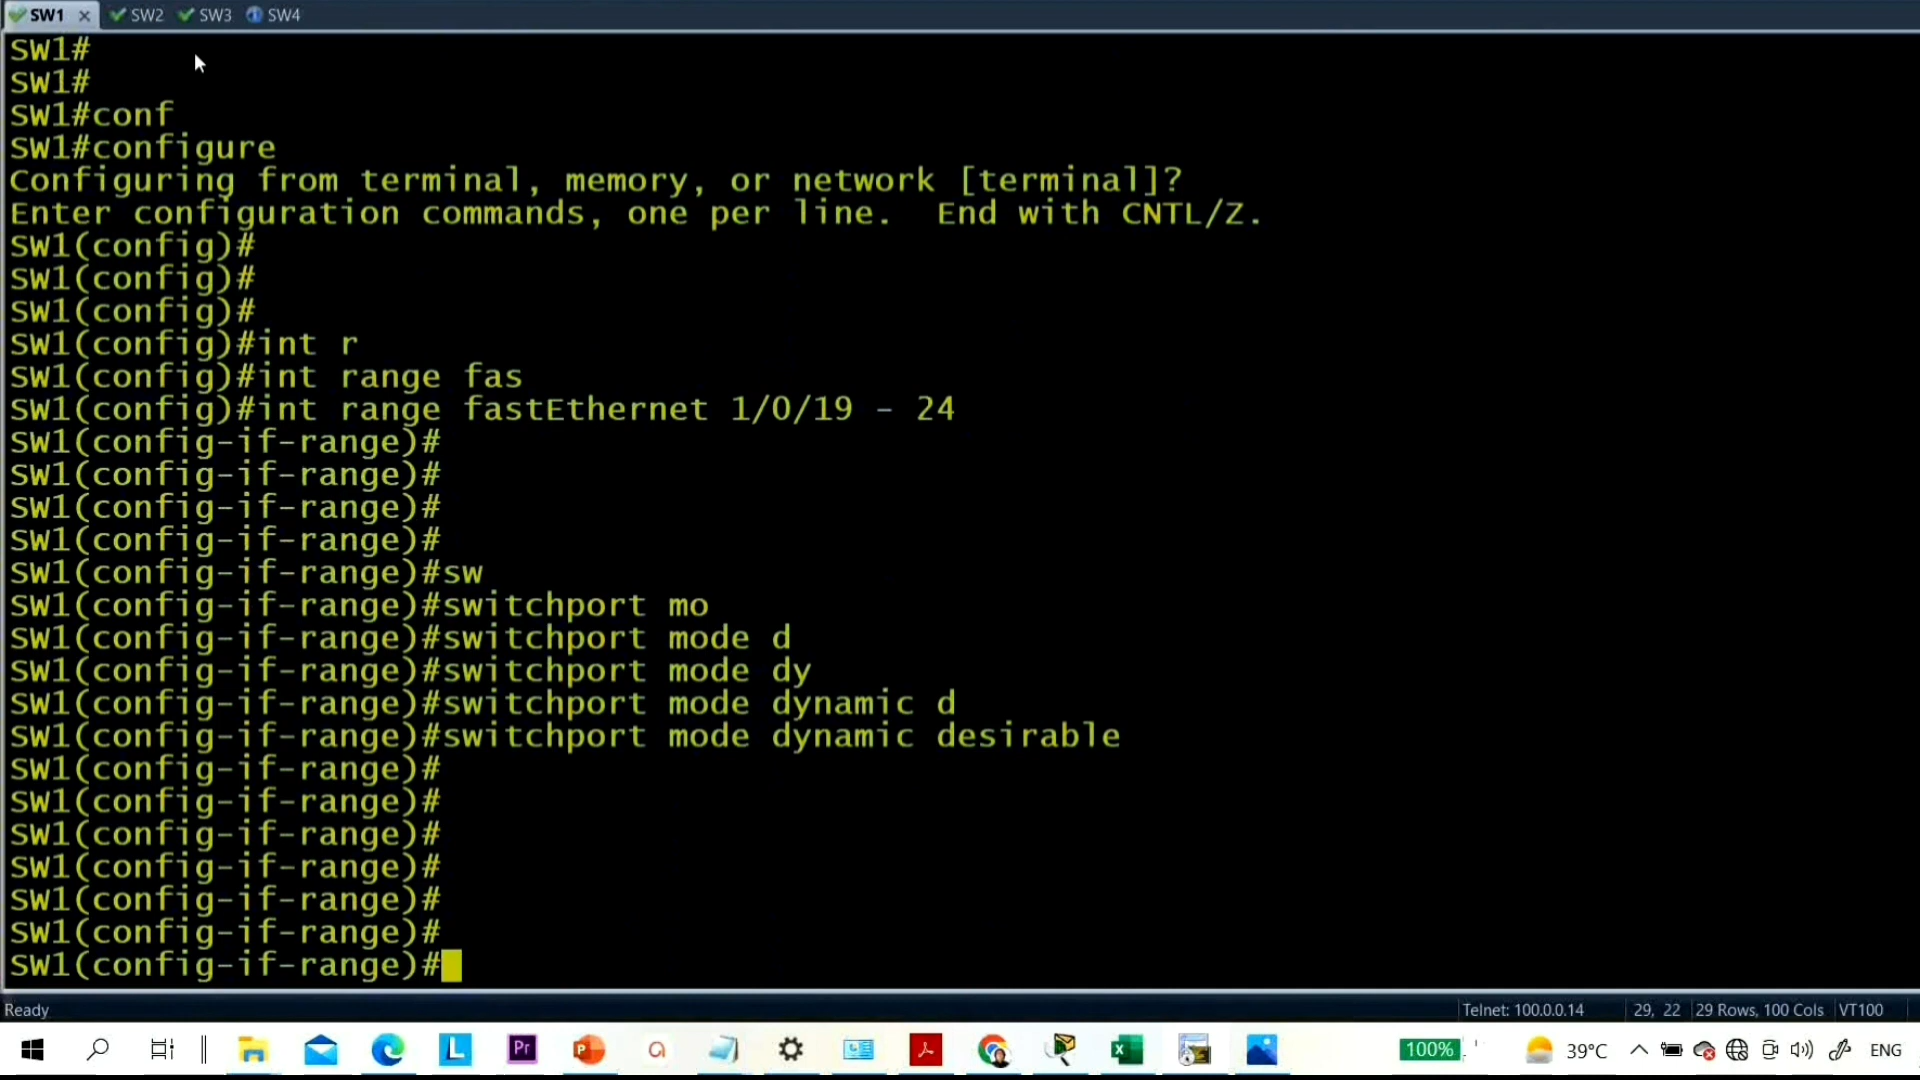 SW1 SW2 SW3 SW4
SW1#
SW1#
SW1#conf
SW1#configure
Configuring from terminal, memory, or network [terminal]?
Enter configuration commands, one per line.  End with CNTL/Z.
SW1(config)#
SW1(config)#
SW1(config)#
SW1(config)#int r
SW1(config)#int range fas
SW1(config)#int range fastEthernet 1/0/19 - 24
SW1(config-if-range)#
SW1(config-if-range)#
SW1(config-if-range)#
SW1(config-if-range)#
SW1(config-if-range)#sw
SW1(config-if-range)#switchport mo
SW1(config-if-range)#switchport mode d
SW1(config-if-range)#switchport mode dy
SW1(config-if-range)#switchport mode dynamic d
SW1(config-if-range)#switchport mode dynamic desirable
SW1(config-if-range)#
SW1(config-if-range)#
SW1(config-if-range)#
SW1(config-if-range)#
SW1(config-if-range)#
SW1(config-if-range)#
SW1(config-if-range)#
Ready Telnet: 100.0.0.14 29, 22 29 Rows, 100 Cols VT100
L Pr P X 100% 39°C ENG